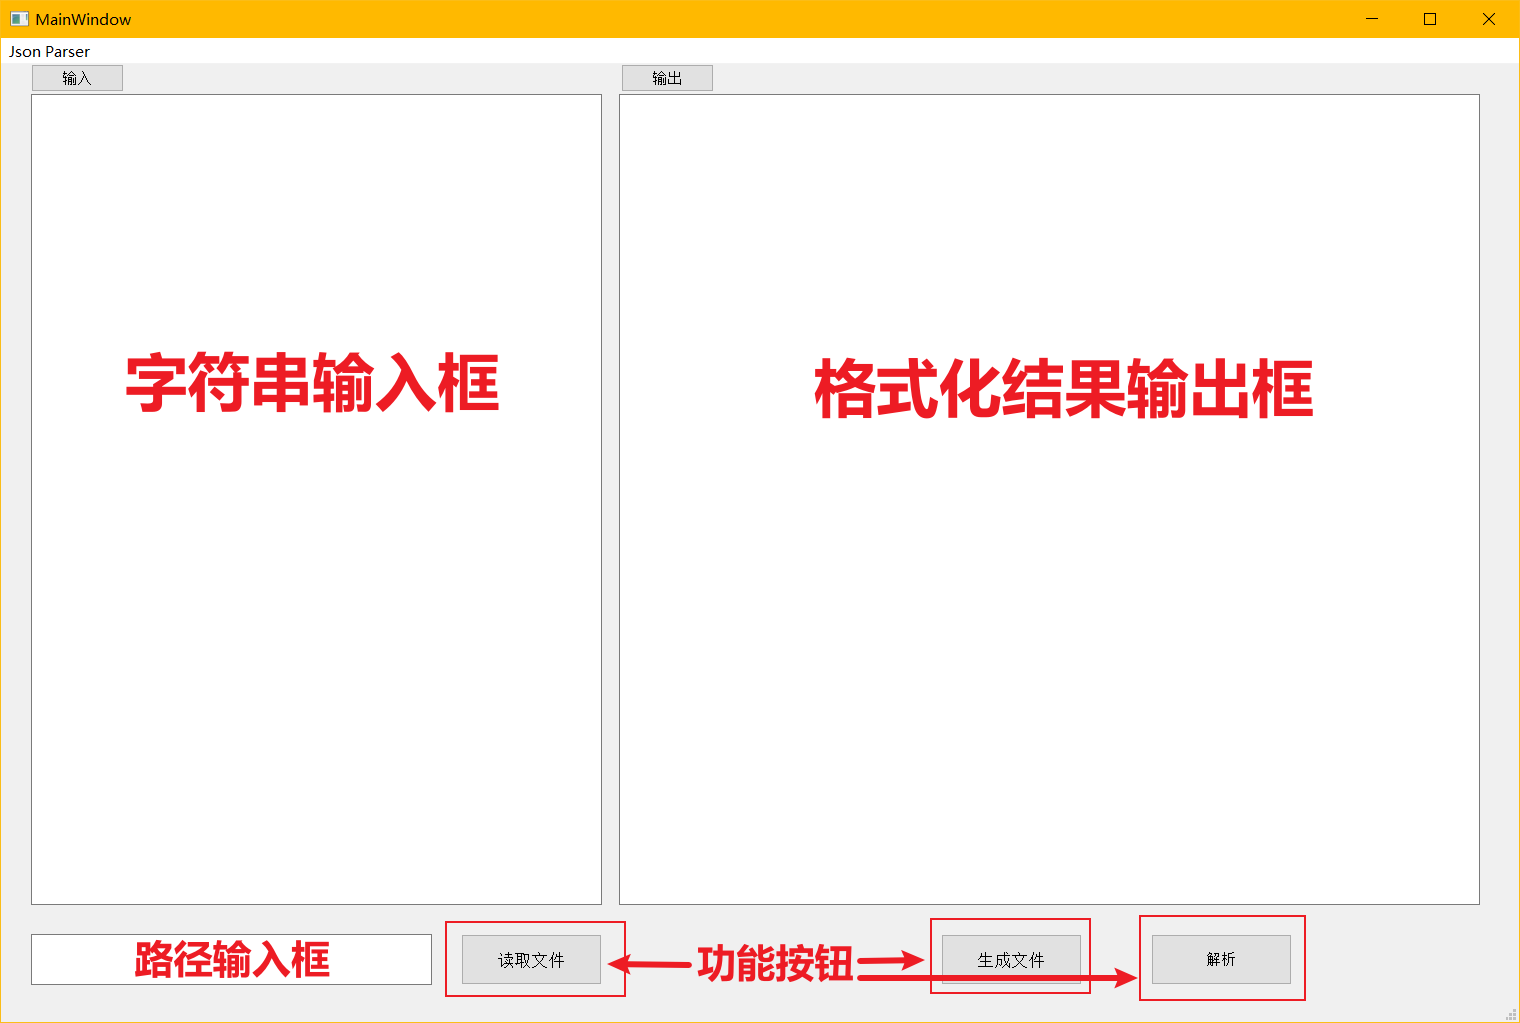 MainWindow
Json Parser
输入
输出
字符串输入框
格式化结果输出框
路径输入框
读取文件
功能按钮
生成文件
解析